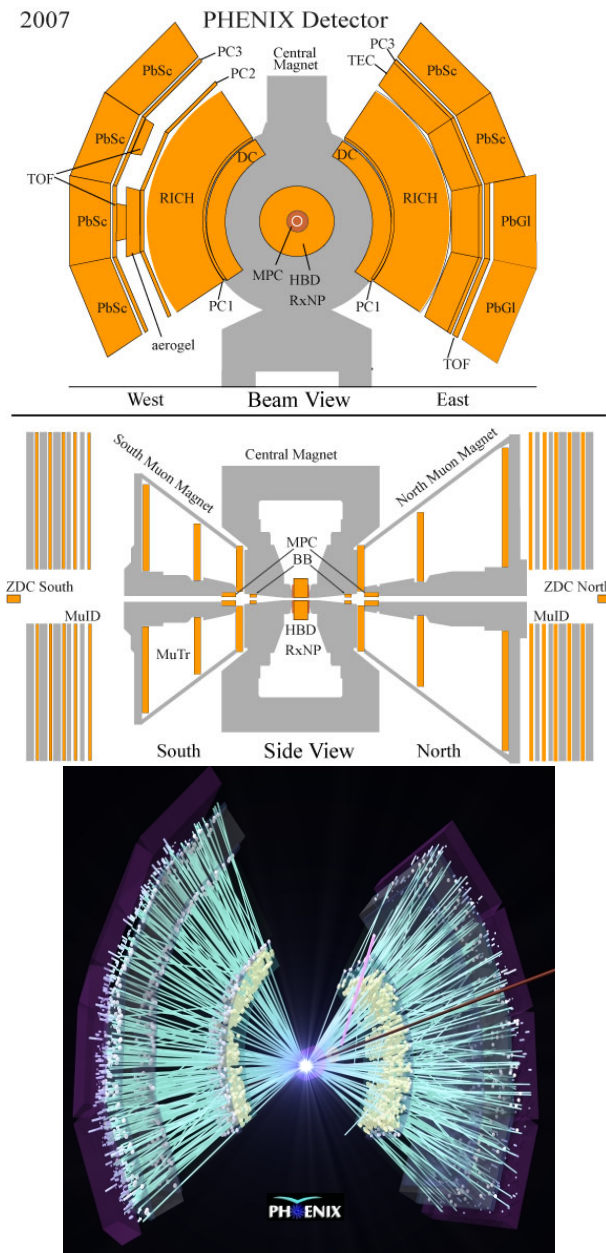 2007 PHENIX Detector
Central
Magnet
PC3
PC2
PC3
TEC
PbSc
PbSc
PbSc
PbSc
DC
DC
PbSc
PbSc
TOF
RICH
RICH
PbSc
PbGl
MPC
HBD
RxNP
PbSc
PC1
PC1
PbGl
aerogel
TOF
West Beam View East
South Muon Magnet
Central Magnet
North Muon Magnet
MPC
BB
ZDC South
ZDC North
MuID
MuID
HBD
RxNP
MuTr
South Side View North
PHENIX